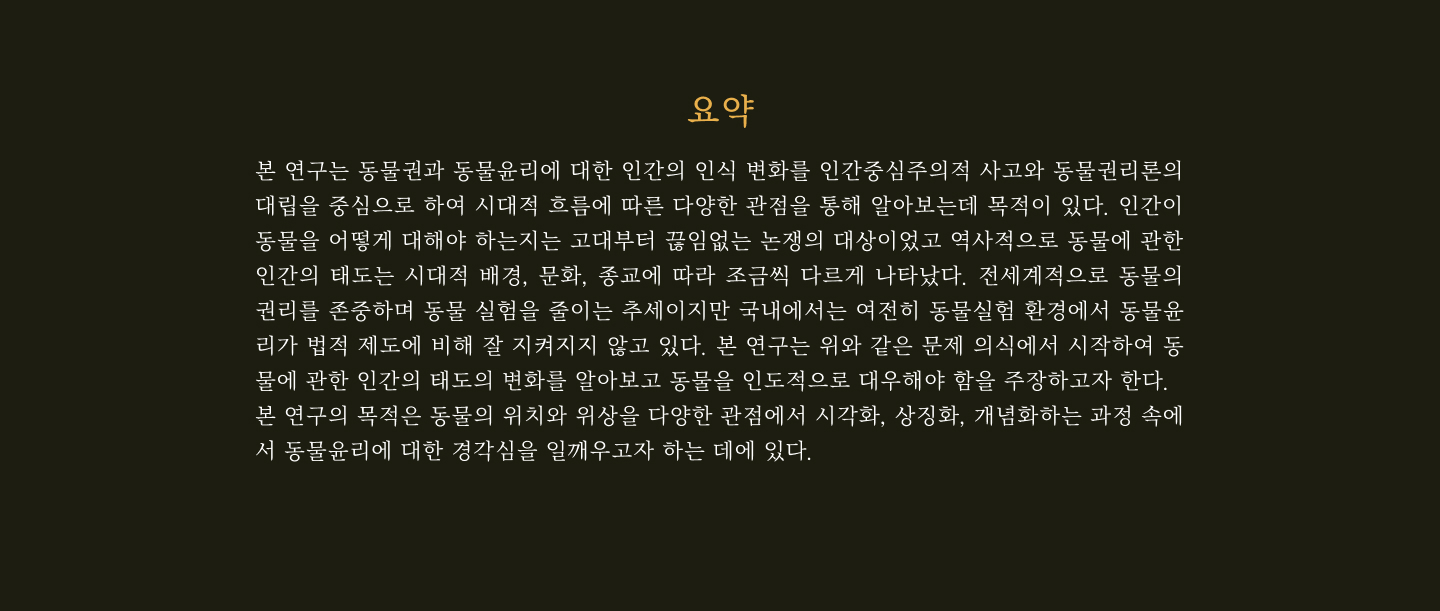 요약
본 연구는 동물권과 동물윤리에 대한 인간의 인식 변화를 인간중심주의적 사고와 동물권리론의
대립을 중심으로 하여 시대적 흐름에 따른 다양한 관점을 통해 알아보는데 목적이 있다. 인간이
동물을 어떻게 대해야 하는지는 고대부터 끊임없는 논쟁의 대상이었고 역사적으로 동물에 관한
인간의 태도는 시대적 배경, 문화, 종교에 따라 조금씩 다르게 나타났다. 전세계적으로 동물의
권리를 존중하며 동물 실험을 줄이는 추세이지만 국내에서는 여전히 동물실험 환경에서 동물윤
리가 법적 제도에 비해 잘 지켜지지 않고 있다. 본 연구는 위와 같은 문제 의식에서 시작하여 동
물에 관한 인간의 태도의 변화를 알아보고 동물을 인도적으로 대우해야 함을 주장하고자 한다.
본 연구의 목적은 동물의 위치와 위상을 다양한 관점에서 시각화, 상징화, 개념화하는 과정 속에
서 동물윤리에 대한 경각심을 일깨우고자 하는 데에 있다.